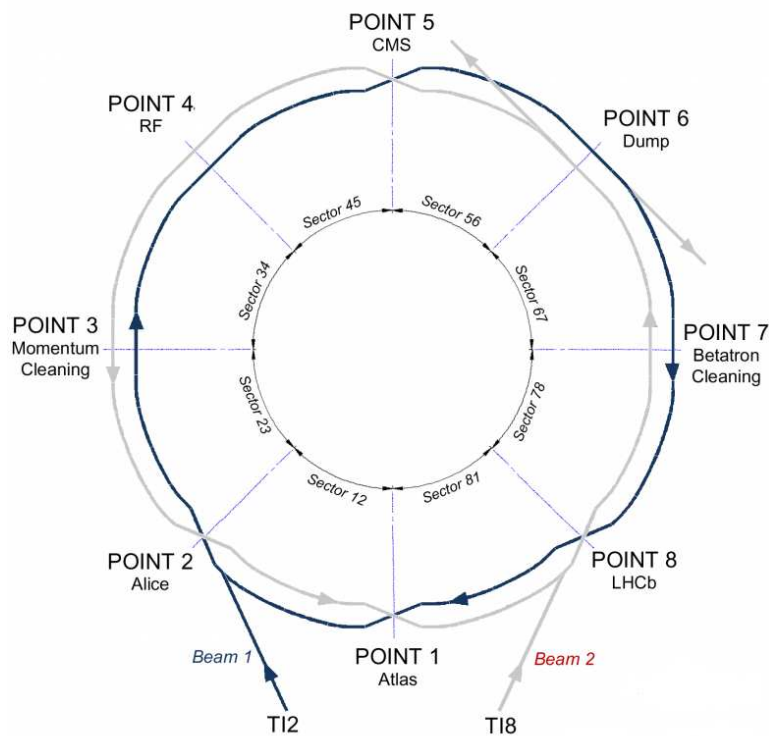 POINT 5
CMS
POINT 4
RF
POINT 6
Dump
Sector 45
Sector 56
Sector 34
Sector 67
POINT 3
Momentum
Cleaning
POINT 7
Betatron
Cleaning
Sector 23
Sector 78
Sector 12
Sector 81
POINT 2
Alice
POINT 8
LHCb
POINT 1
Atlas
Beam 1
Beam 2
TI2
TI8